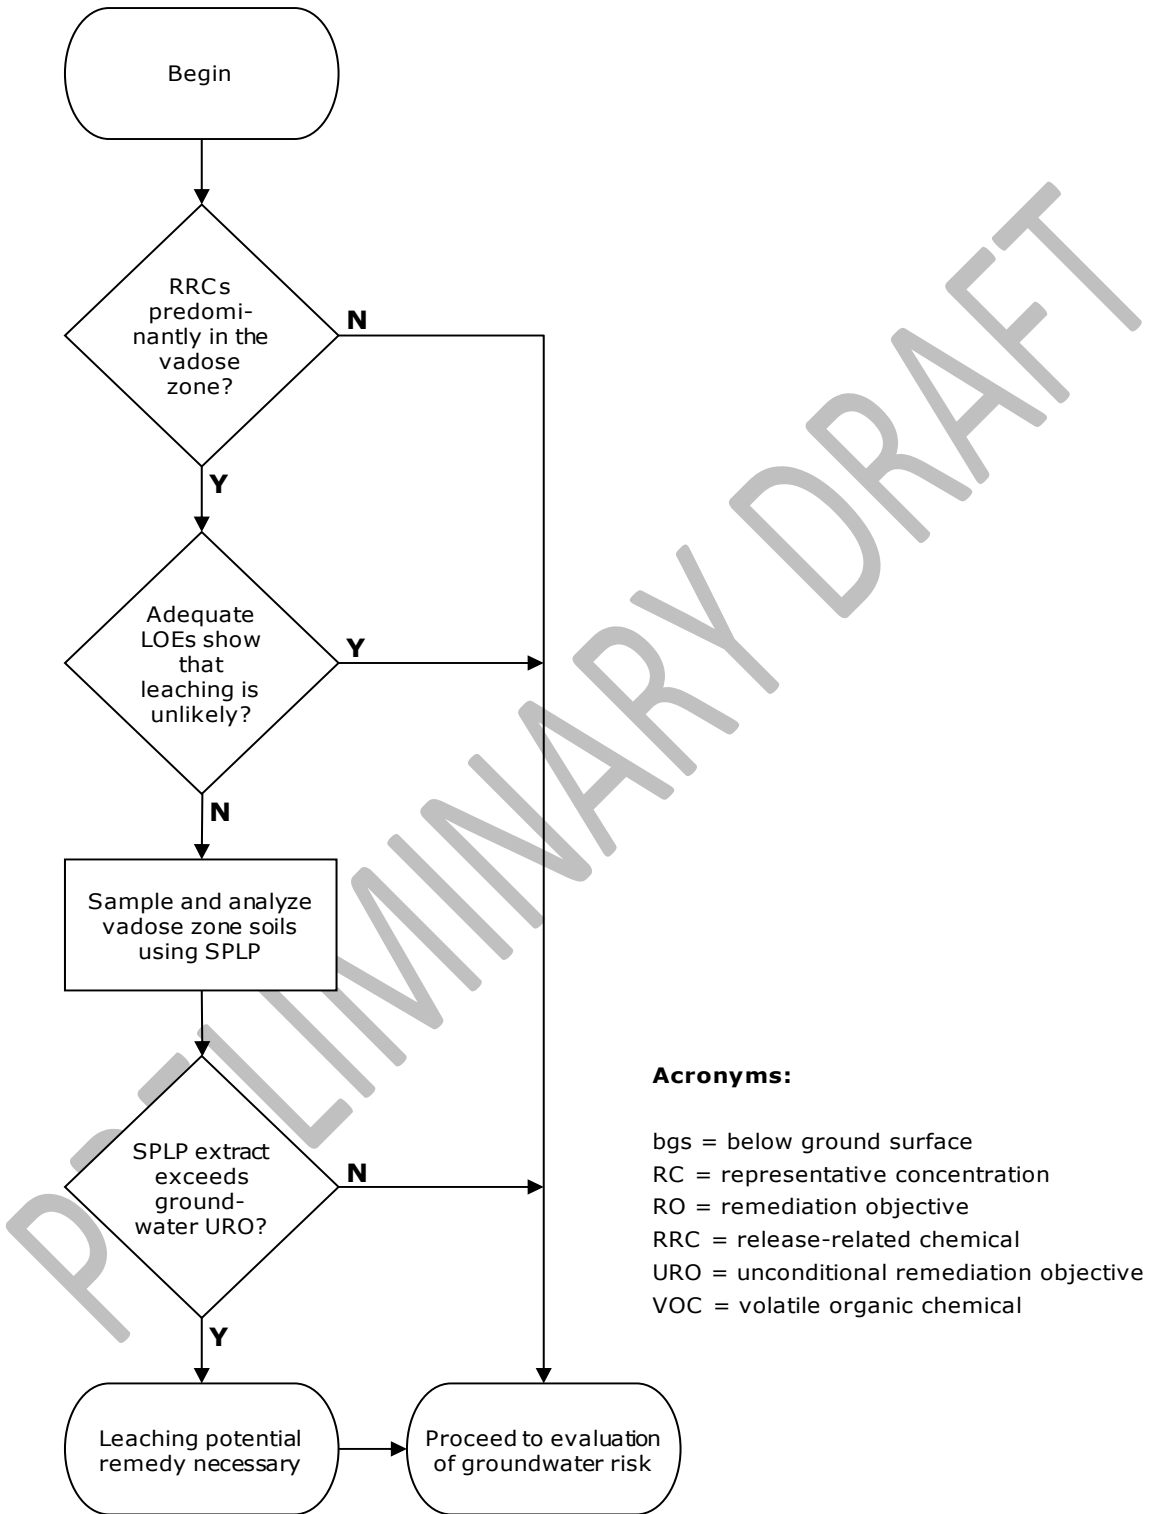 Begin
RRCs
predomi-
nantly in the
vadose
zone?
N
Y
Adequate
LOEs show
that
leaching is
unlikely?
Y
N
Sample and analyze
vadose zone soils
using SPLP
SPLP extract
exceeds
ground-
water URO?
N
Y
Leaching potential
remedy necessary
Proceed to evaluation
of groundwater risk
Acronyms:
bgs = below ground surface
RC = representative concentration
RO = remediation objective
RRC = release-related chemical
URO = unconditional remediation objective
VOC = volatile organic chemical
PRELIMINARY DRAFT